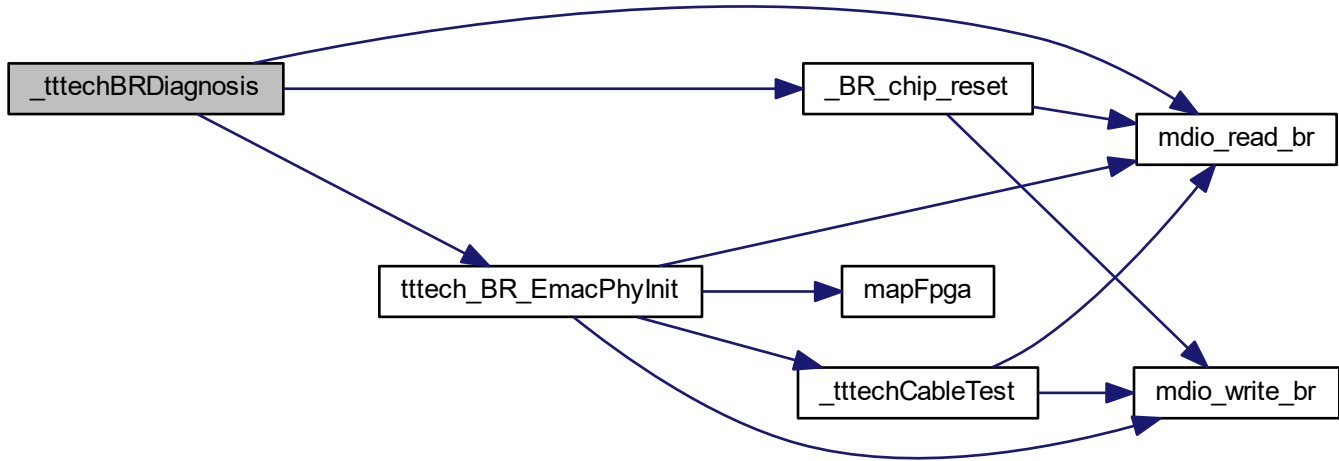 _tttechBRDiagnosis
_BR_chip_reset
mdio_read_br
tttech_BR_EmacPhyInit
mapFpga
_tttechCableTest
mdio_write_br